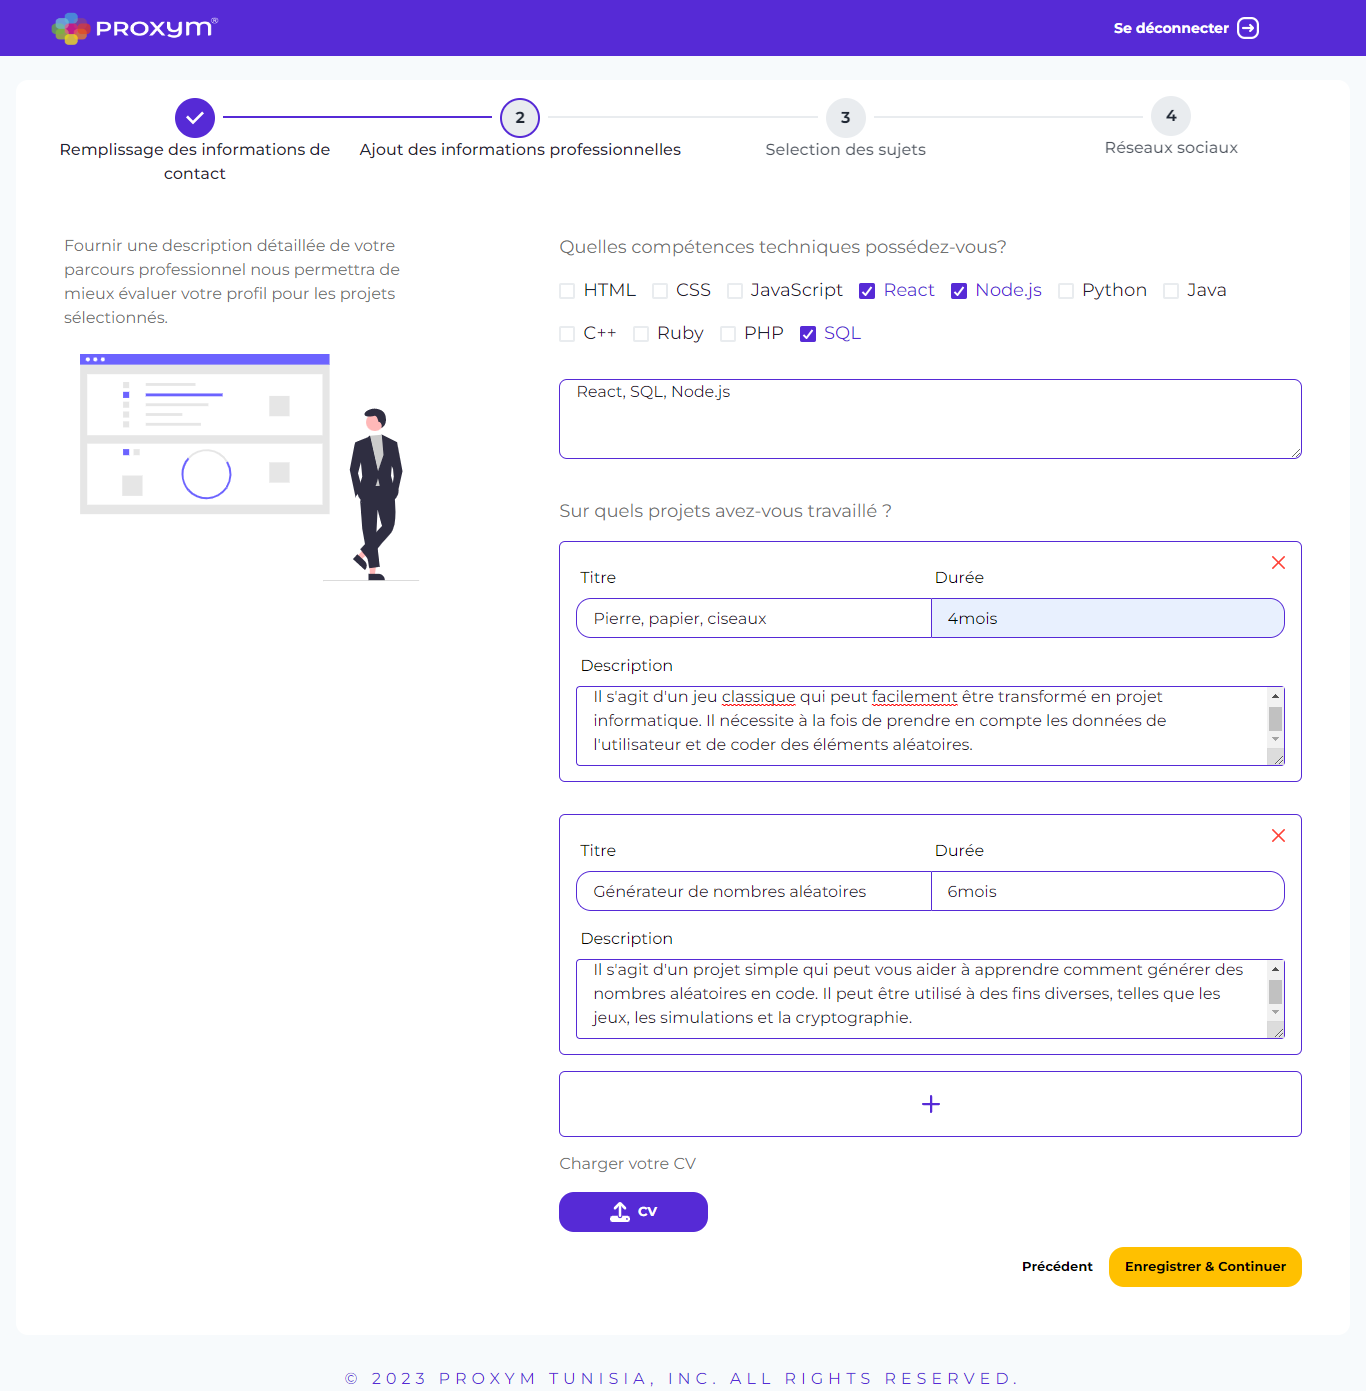 PROXYM®
Se déconnecter
2
3
4
Remplissage des informations de
contact
Ajout des informations professionnelles
Selection des sujets
Réseaux sociaux
Fournir une description détaillée de votre
parcours professionnel nous permettra de
mieux évaluer votre profil pour les projets
sélectionnés.
Quelles compétences techniques possédez-vous?
HTML CSS JavaScript React Node.js Python Java
C++ Ruby PHP SQL
React, SQL, Node.js
Sur quels projets avez-vous travaillé ?
Titre Durée
Pierre, papier, ciseaux 4mois
Description
Il s'agit d'un jeu classique qui peut facilement être transformé en projet
informatique. Il nécessite à la fois de prendre en compte les données de
l'utilisateur et de coder des éléments aléatoires.
Titre Durée
Générateur de nombres aléatoires 6mois
Description
Il s'agit d'un projet simple qui peut vous aider à apprendre comment générer des
nombres aléatoires en code. Il peut être utilisé à des fins diverses, telles que les
jeux, les simulations et la cryptographie.
Charger votre CV
CV
Précédent Enregistrer & Continuer
© 2023 PROXYM TUNISIA, INC. ALL RIGHTS RESERVED.